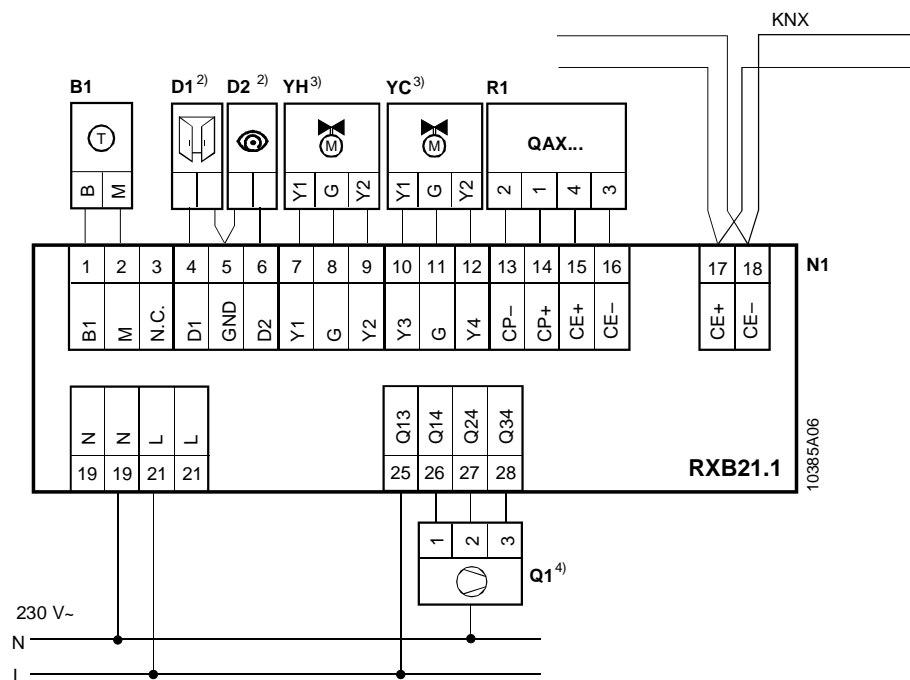 KNX
B1 D1 2) D2 2) YH 3) YC 3) R1
T M M QAX...
B M Y1 G Y2 Y1 G Y2 2 1 4 3
1 2 3 4 5 6 7 8 9 10 11 12 13 14 15 16 17 18 N1
B1 M N.C. D1 GND D2 Y1 G Y2 Y3 G Y4 CP– CP+ CE+ CE– CE+ CE–
N N L L Q13 Q14 Q24 Q34
19 19 21 21 25 26 27 28 RXB21.1
10385A06
1 2 3
Q1 4)
230 V~
N
L